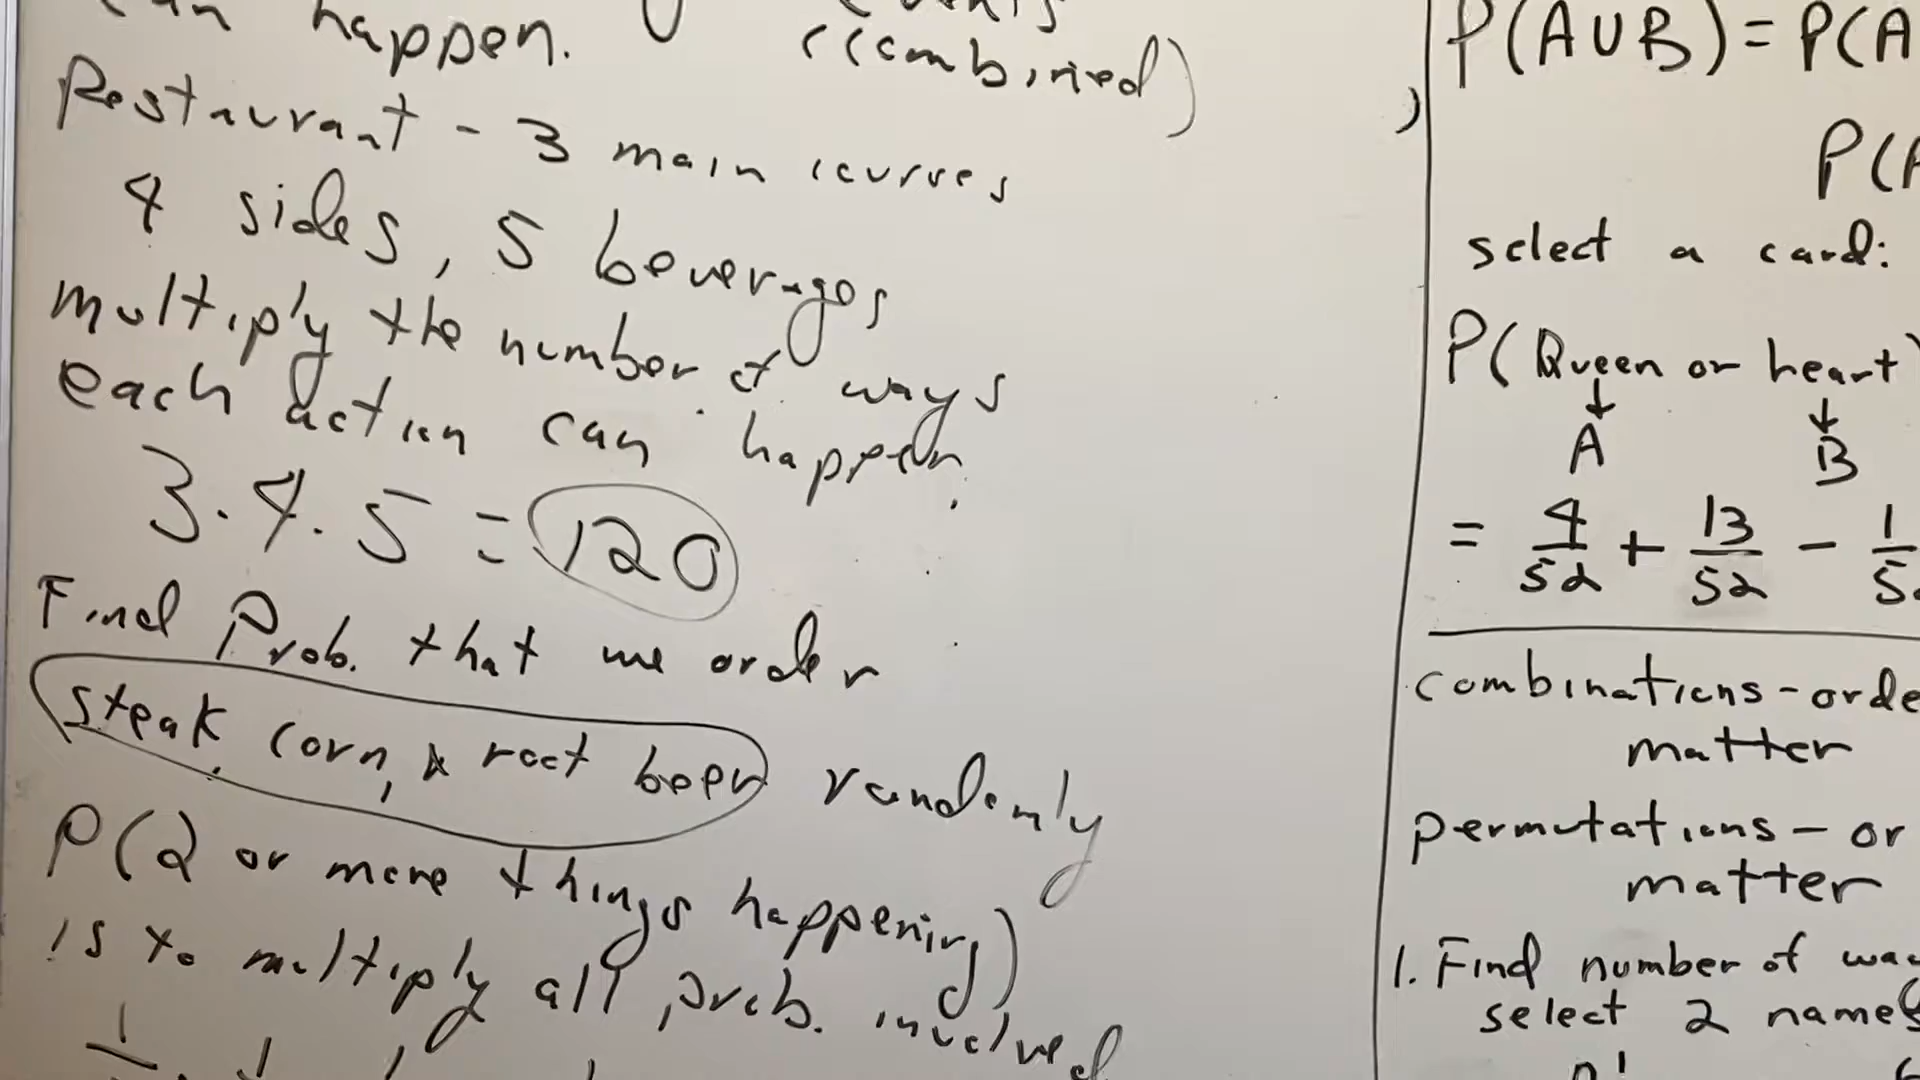 can happen.
(combined)
Restaurant - 3 main courses
4 sides, 5 beverages
multiply the number of ways
each action can happen.
3.4.5 = 120
Find Prob. that we order
steak, corn, & root beer randomly
P(2 or more things happening)
is to multiply all prob. involved
P(A∪B) = P(A
P(A
select a card:
P(Queen or heart)
↓ ↓
A B
= 4/52 + 13/52 - 1/5
combinations - orde
matter
permutations - or
matter
1. Find number of way
select 2 names
n!